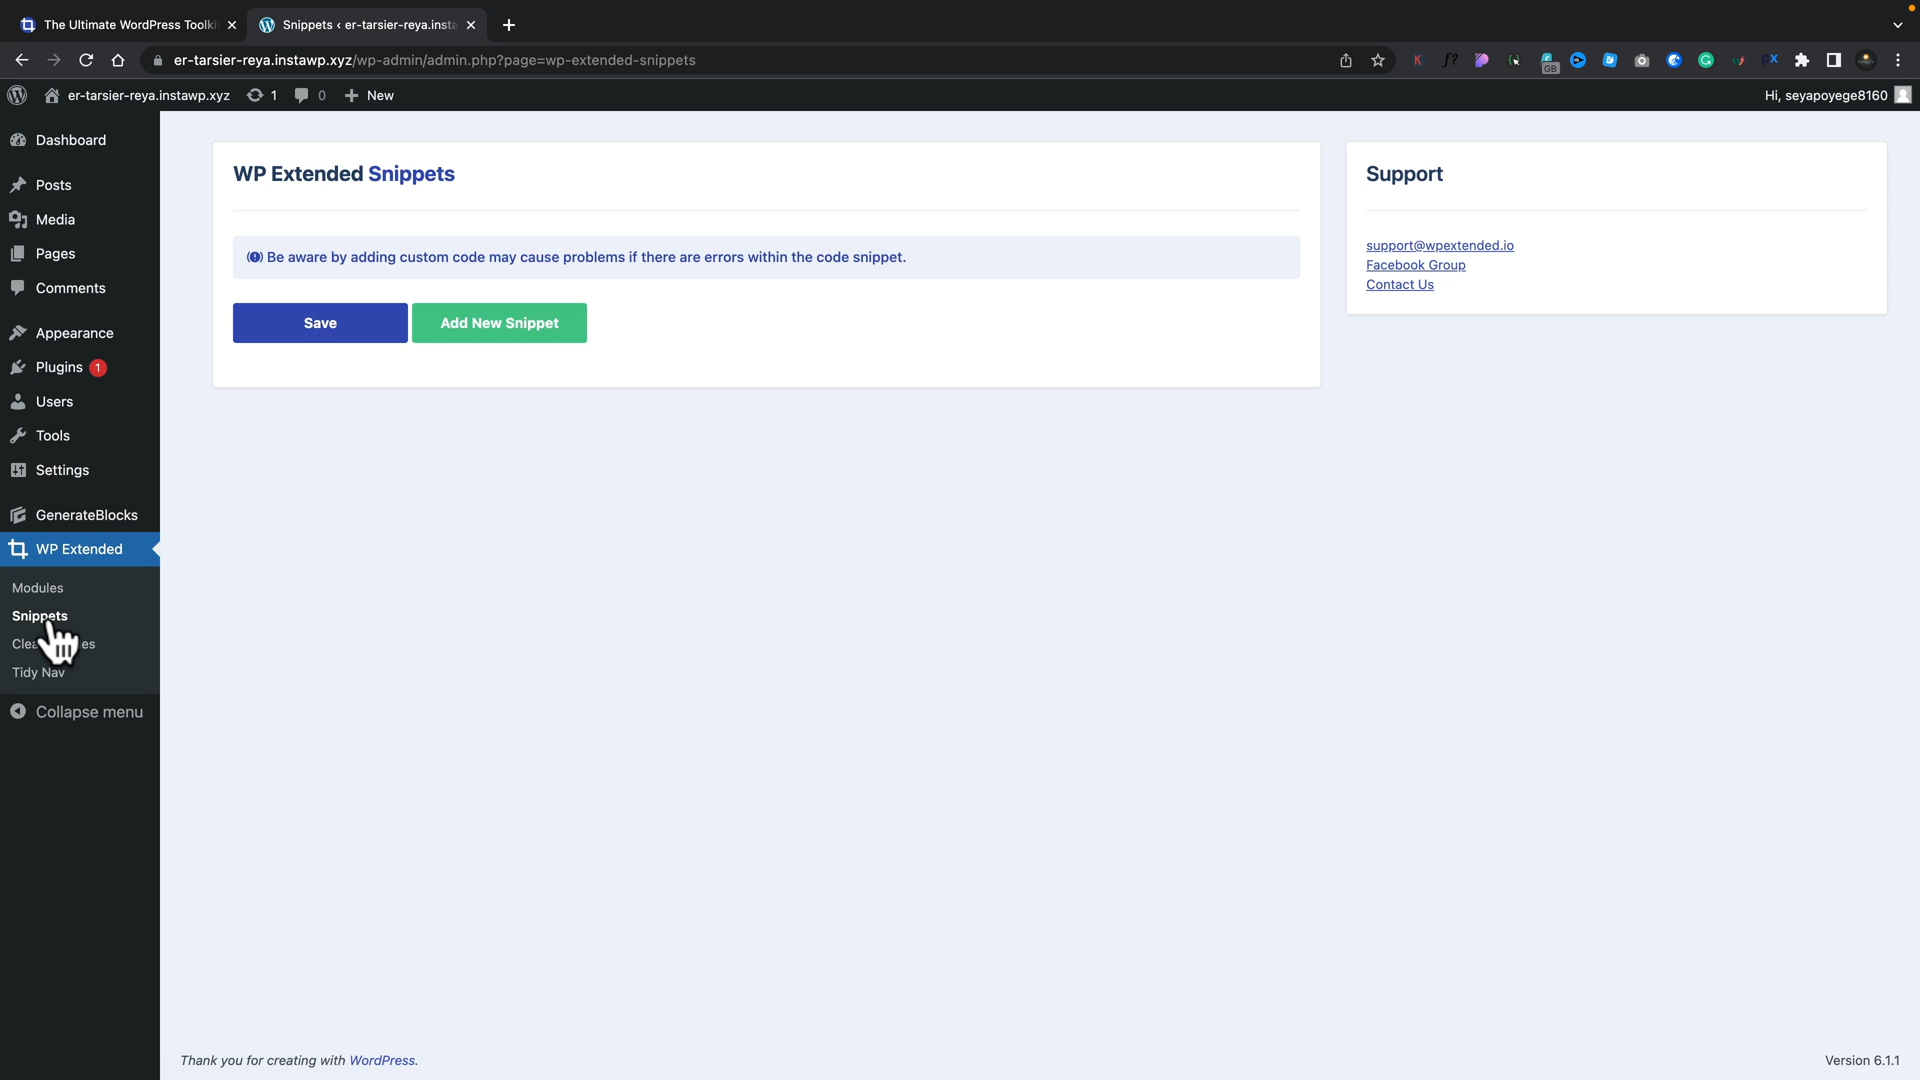 The Ultimate WordPress Toolki
Snippets ‹ er-tarsier-reya.insta
er-tarsier-reya.instawp.xyz/wp-admin/admin.php?page=wp-extended-snippets
K
f?
GB
G
X
er-tarsier-reya.instawp.xyz
1
0
New
Hi, seyapoyege8160
Dashboard
Posts
Media
Pages
Comments
Appearance
Plugins 1
Users
Tools
Settings
GenerateBlocks
WP Extended
Modules
Snippets
Tidy Nav
Collapse menu
WP Extended Snippets
Be aware by adding custom code may cause problems if there are errors within the code snippet.
Save
Add New Snippet
Support
support@wpextended.io
Facebook Group
Contact Us
Thank you for creating with WordPress.
Version 6.1.1